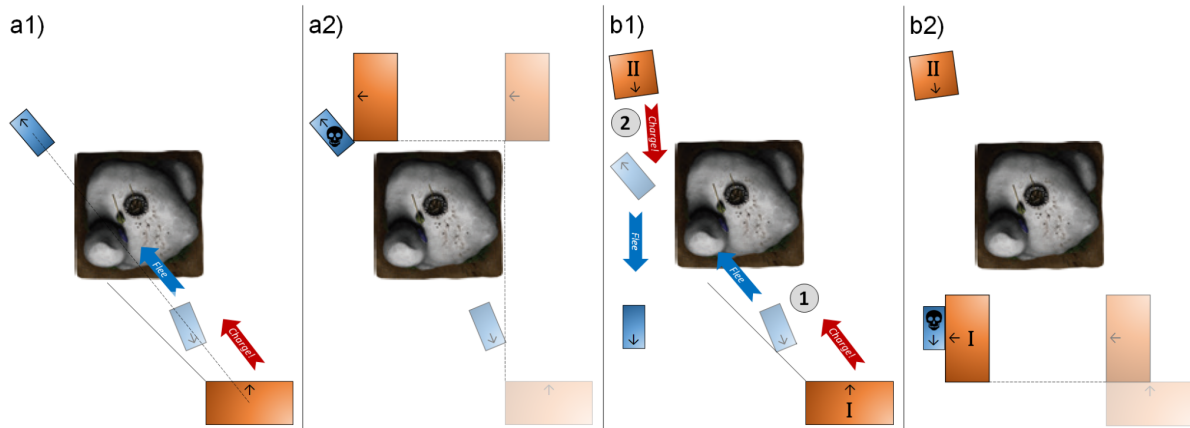 a1)
Flee
Charge!
a2)
b1)
II
2
Charge!
Flee
Flee
1
Charge!
I
b2)
II
I